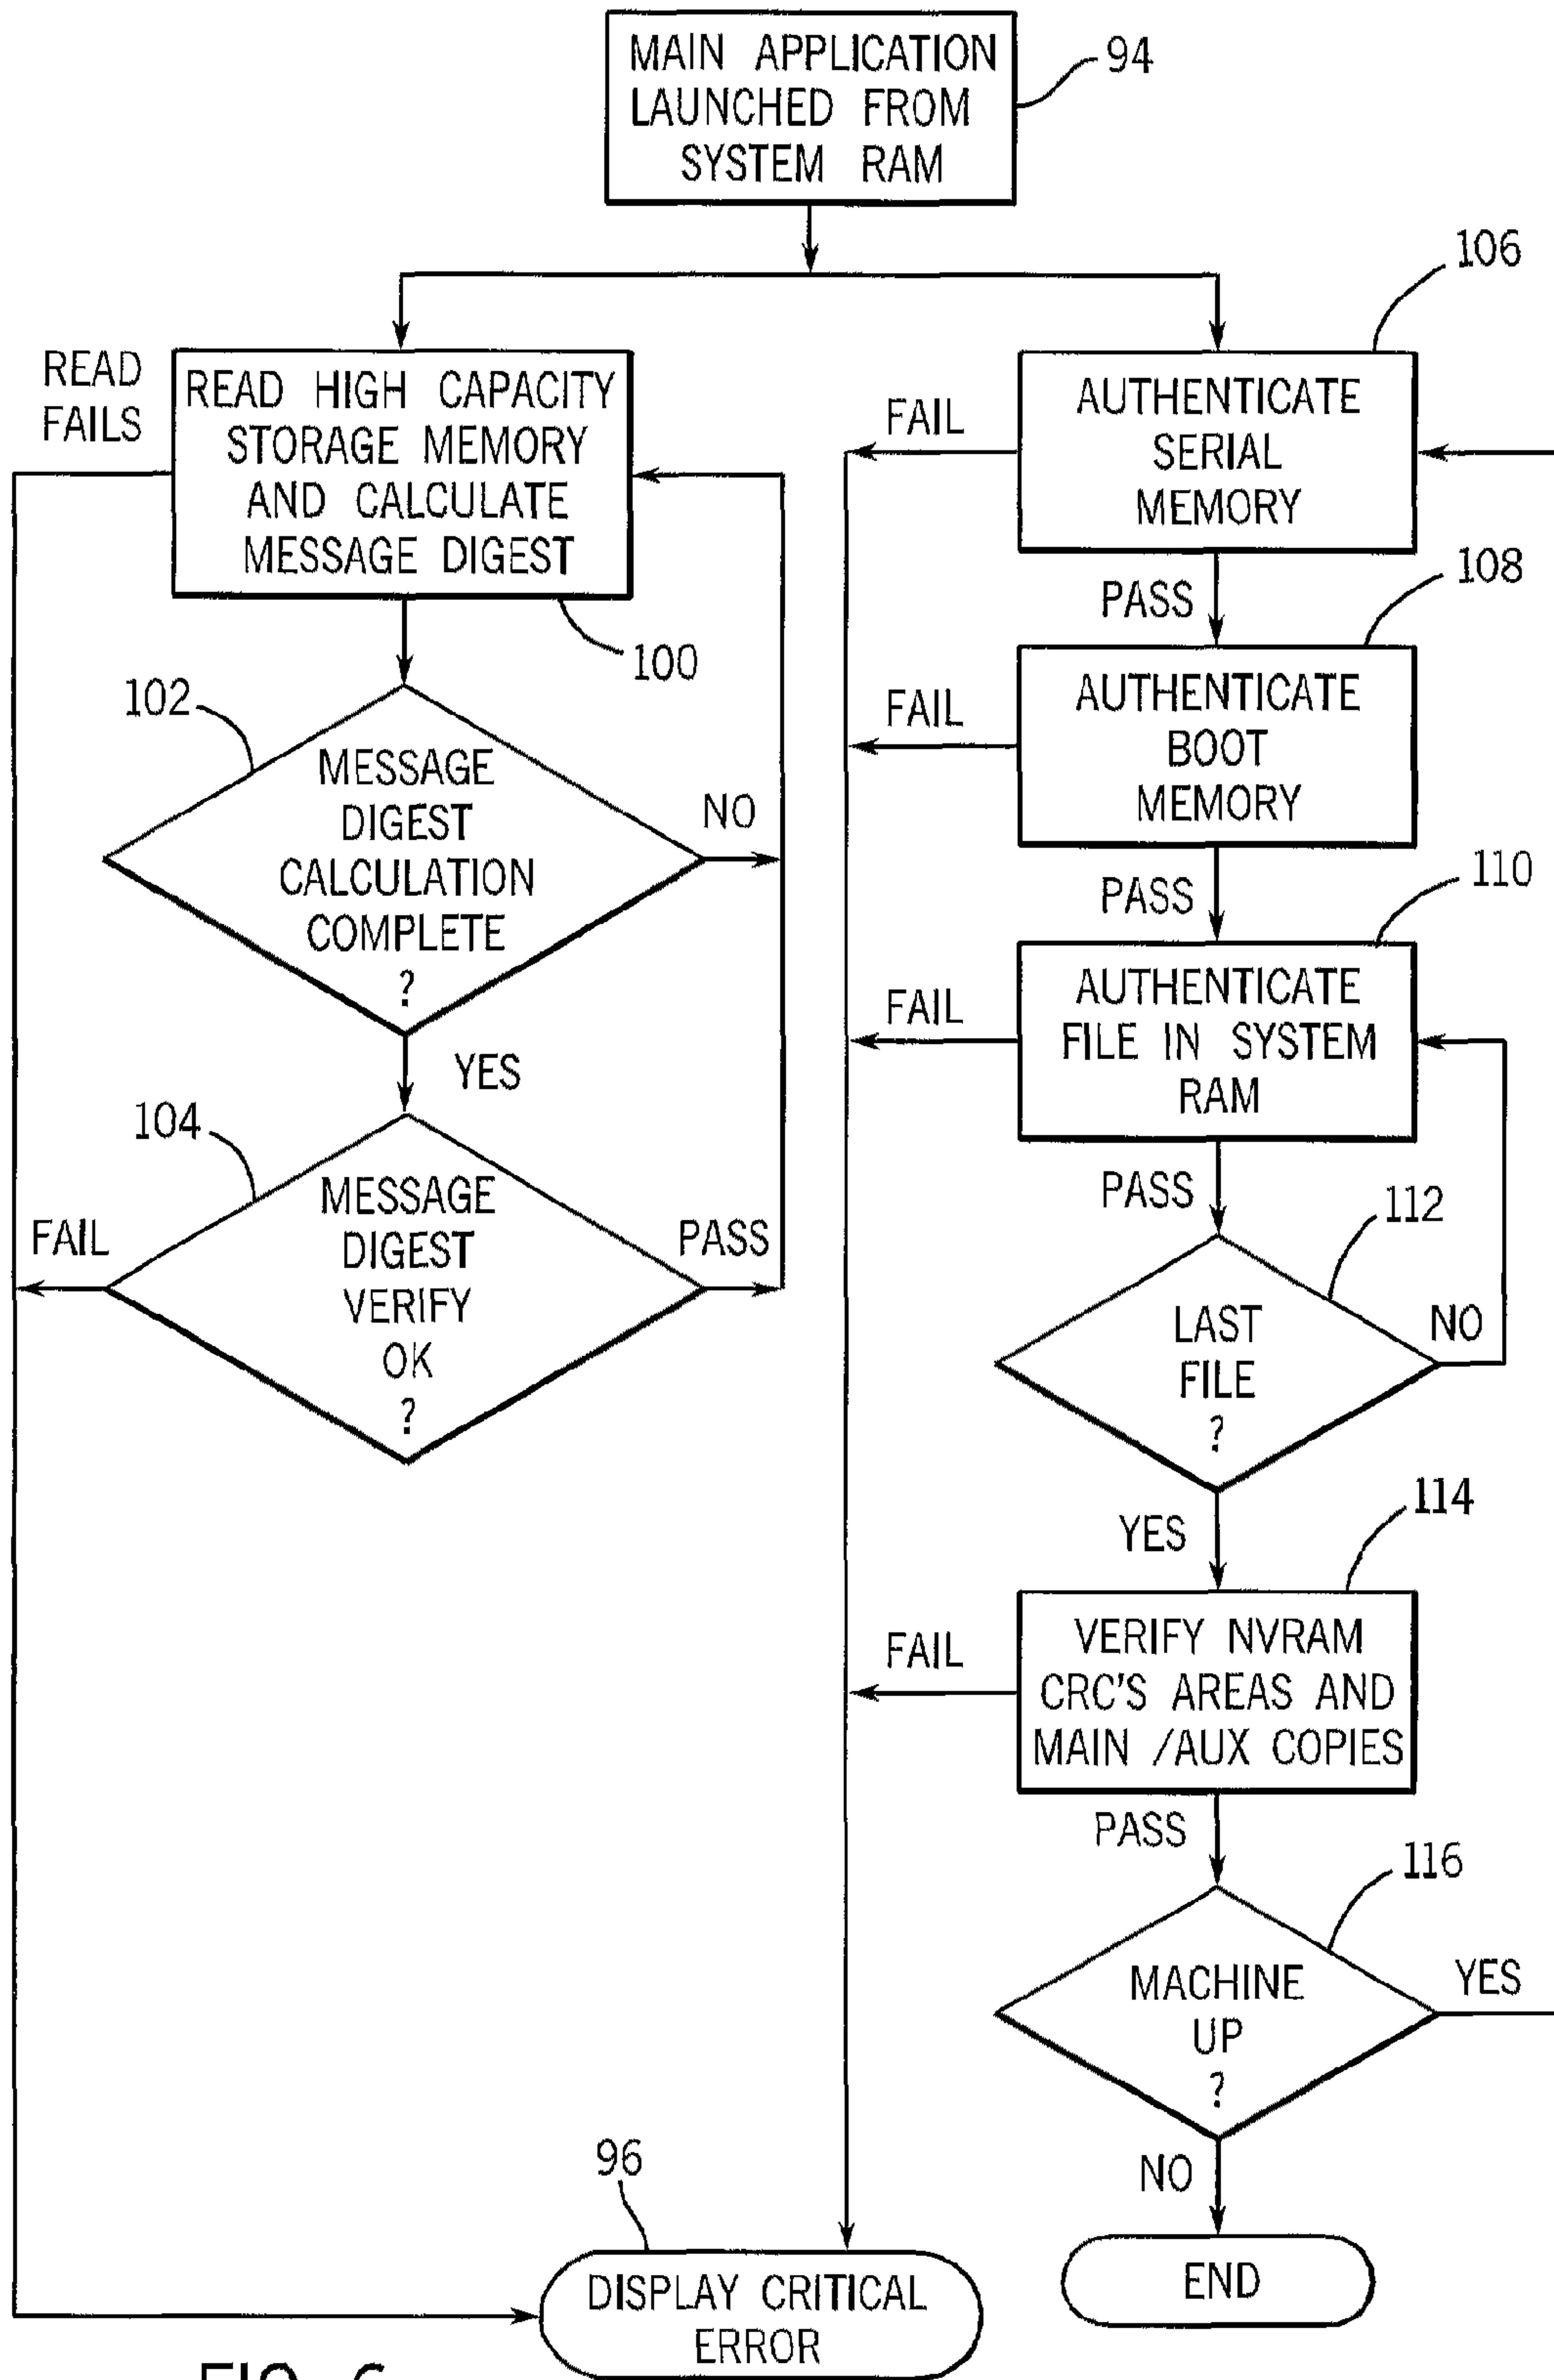 MAIN APPLICATION
LAUNCHED FROM
SYSTEM RAM
94
READ
FAILS
READ HIGH CAPACITY
STORAGE MEMORY
AND CALCULATE
MESSAGE DIGEST
100
102
MESSAGE
DIGEST
CALCULATION
COMPLETE
?
NO
YES
104
MESSAGE
DIGEST
VERIFY
OK
?
FAIL
PASS
106
AUTHENTICATE
SERIAL
MEMORY
FAIL
PASS
108
AUTHENTICATE
BOOT
MEMORY
FAIL
PASS
110
AUTHENTICATE
FILE IN SYSTEM
RAM
FAIL
PASS
112
LAST
FILE
?
NO
YES
114
VERIFY NVRAM
CRC'S AREAS AND
MAIN /AUX COPIES
FAIL
PASS
116
MACHINE
UP
?
YES
NO
END
96
DISPLAY CRITICAL
ERROR
FIG. 6